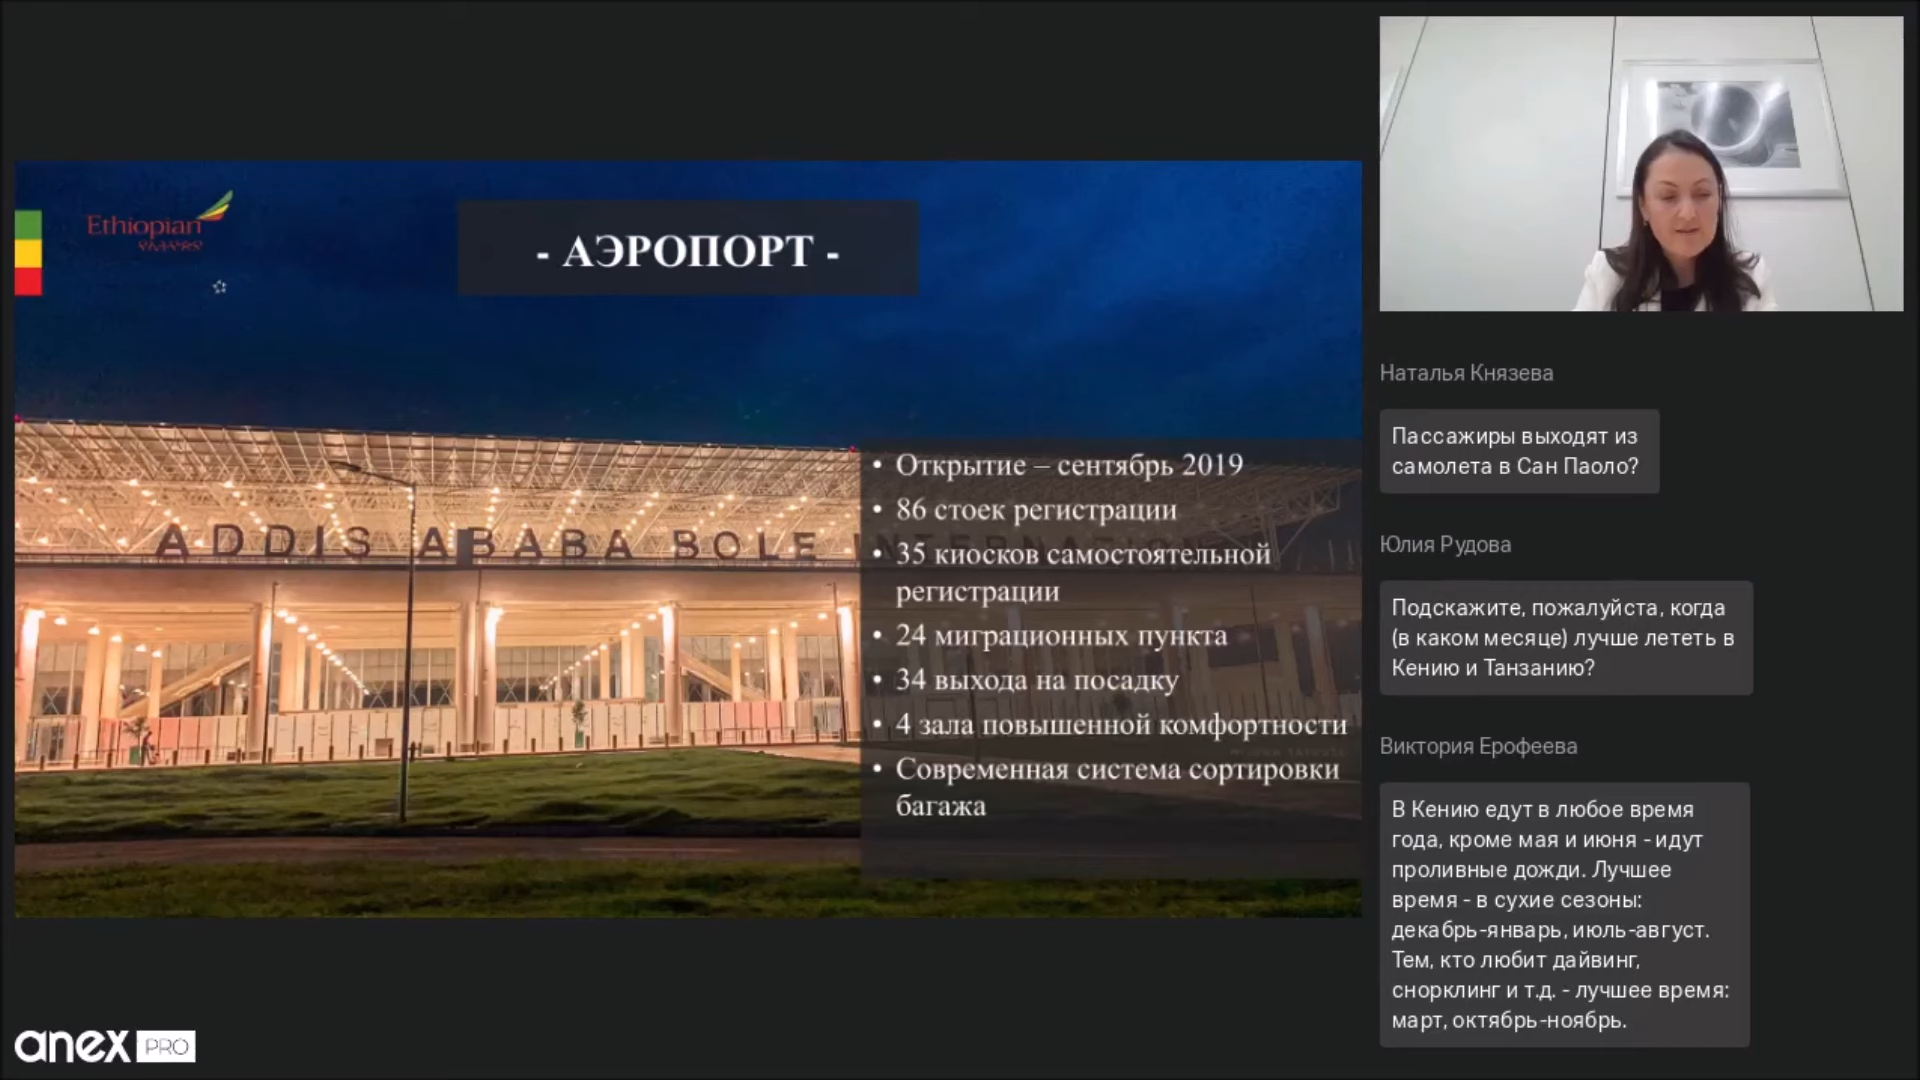 Ethiopian
- АЭРОПОРТ -
ADDIS ABABA BOLE INTERNATIONAL
• Открытие – сентябрь 2019
• 86 стоек регистрации
• 35 киосков самостоятельной
регистрации
• 24 миграционных пункта
• 34 выхода на посадку
• 4 зала повышенной комфортности
• Современная система сортировки
багажа
anex PRO
Наталья Князева
Пассажиры выходят из
самолета в Сан Паоло?
Юлия Рудова
Подскажите, пожалуйста, когда
(в каком месяце) лучше лететь в
Кению и Танзанию?
Виктория Ерофеева
В Кению едут в любое время
года, кроме мая и июня - идут
проливные дожди. Лучшее
время - в сухие сезоны:
декабрь-январь, июль-август.
Тем, кто любит дайвинг,
снорклинг и т.д. - лучшее время:
март, октябрь-ноябрь.